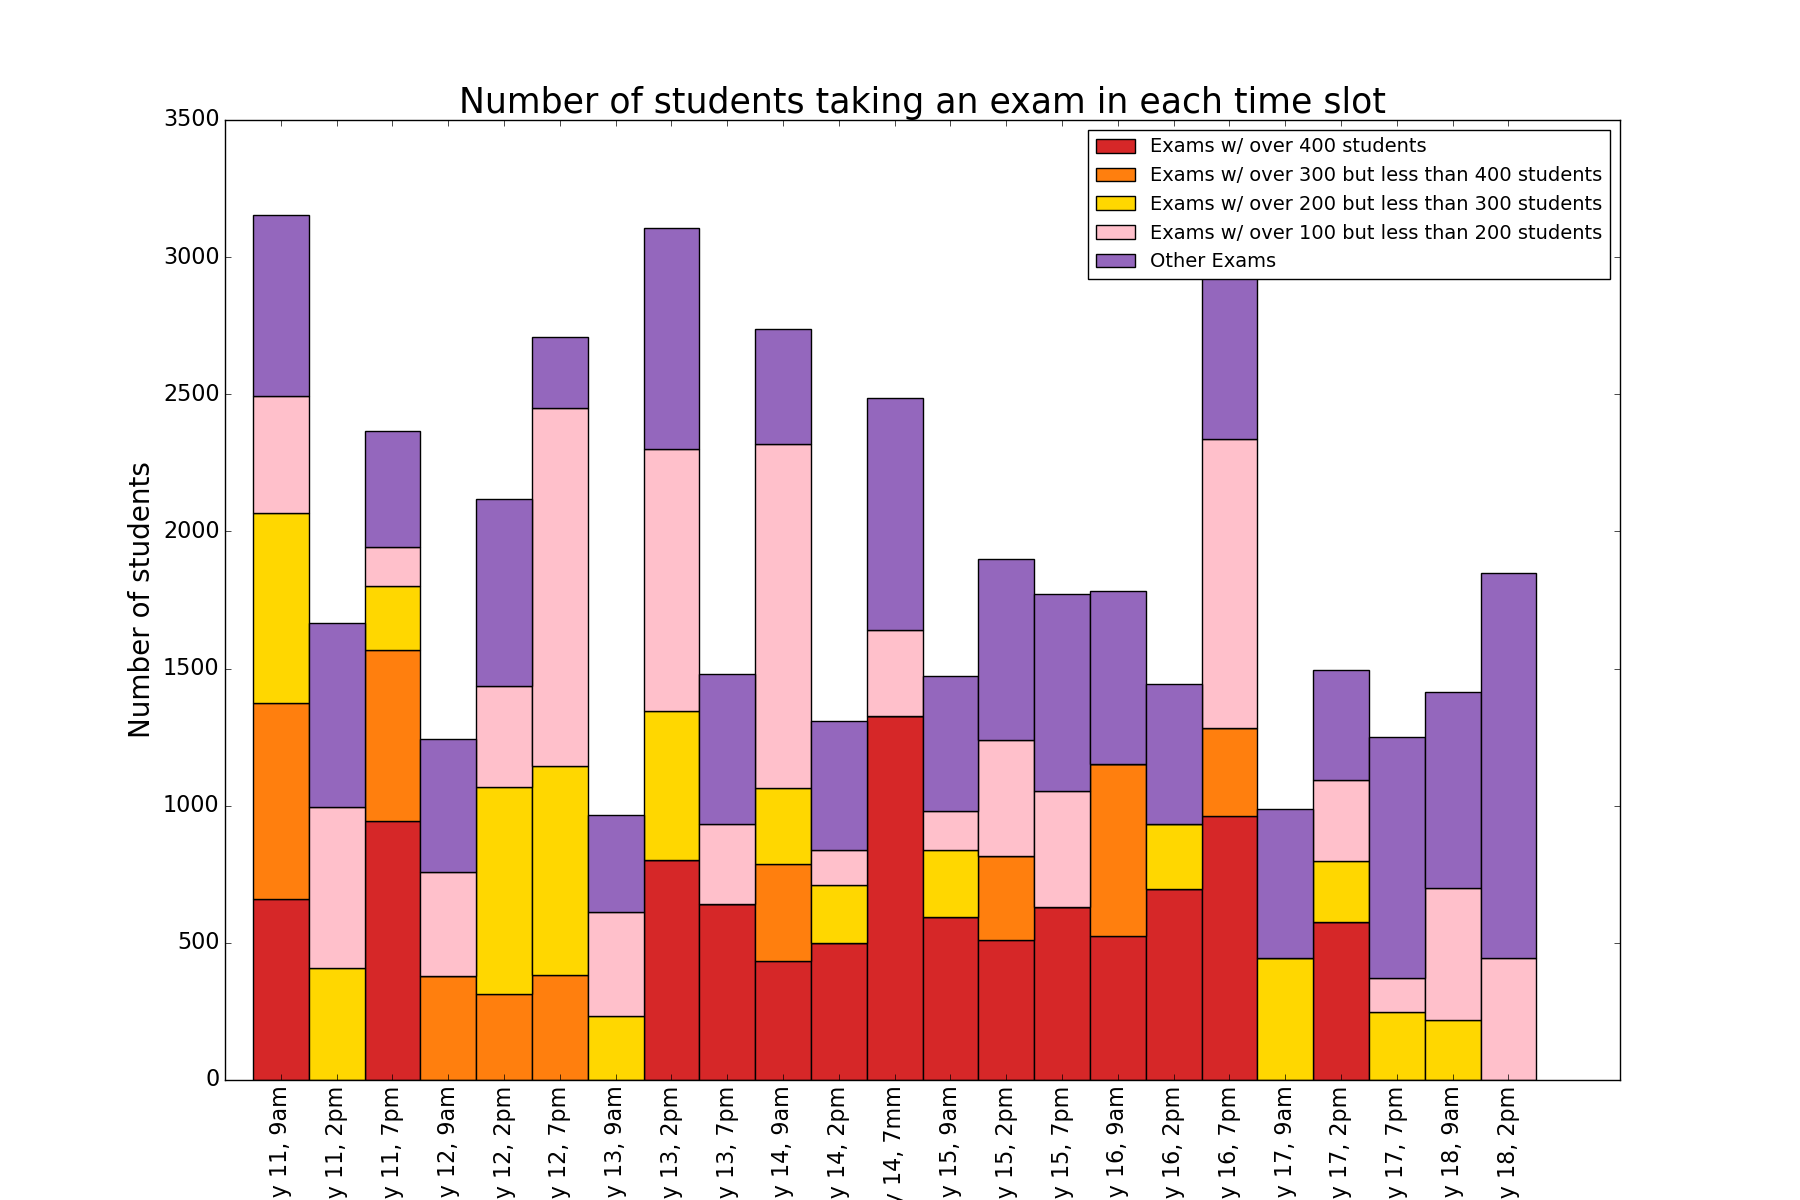 Number of students taking an exam in each time slot
Exams w/ over 400 students
Exams w/ over 300 but less than 400 students
Exams w/ over 200 but less than 300 students
Exams w/ over 100 but less than 200 students
Other Exams
Number of students
3500
3000
2500
2000
1500
1000
500
0
y 11, 9am
y 11, 2pm
y 11, 7pm
y 12, 9am
y 12, 2pm
y 12, 7pm
y 13, 9am
y 13, 2pm
y 13, 7pm
y 14, 9am
y 14, 2pm
y 14, 7mm
y 15, 9am
y 15, 2pm
y 15, 7pm
y 16, 9am
y 16, 2pm
y 16, 7pm
y 17, 9am
y 17, 2pm
y 17, 7pm
y 18, 9am
y 18, 2pm